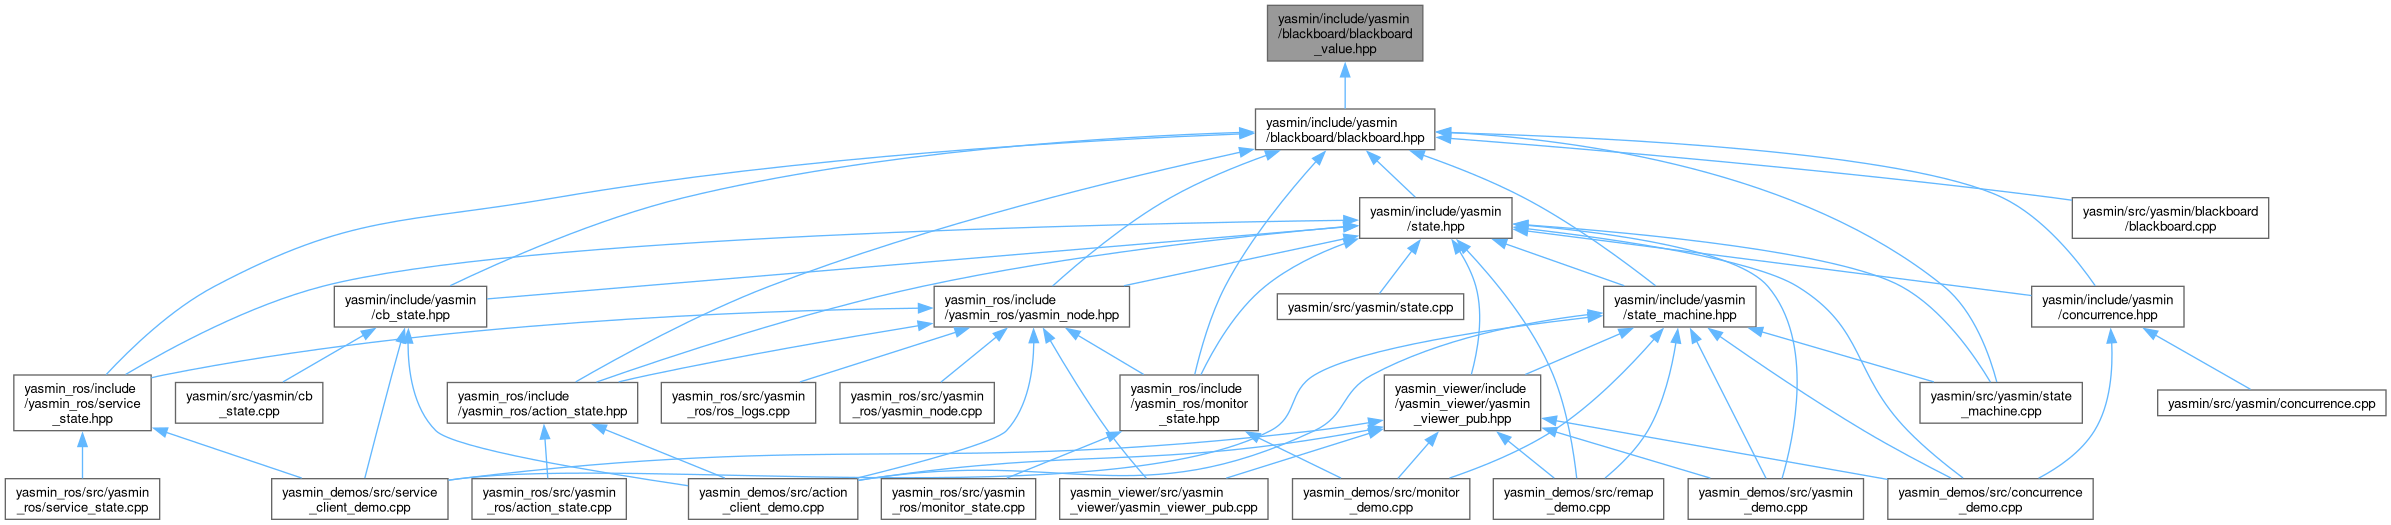 yasmin/include/yasmin
/blackboard/blackboard
_value.hpp
yasmin/include/yasmin
/blackboard/blackboard.hpp
yasmin/include/yasmin
/state.hpp
yasmin/src/yasmin/blackboard
/blackboard.cpp
yasmin/include/yasmin
/cb_state.hpp
yasmin_ros/include
/yasmin_ros/yasmin_node.hpp
yasmin/src/yasmin/state.cpp
yasmin/include/yasmin
/state_machine.hpp
yasmin/include/yasmin
/concurrence.hpp
yasmin_ros/include
/yasmin_ros/service
_state.hpp
yasmin/src/yasmin/cb
_state.cpp
yasmin_ros/include
/yasmin_ros/action_state.hpp
yasmin_ros/src/yasmin
_ros/ros_logs.cpp
yasmin_ros/src/yasmin
_ros/yasmin_node.cpp
yasmin_ros/include
/yasmin_ros/monitor
_state.hpp
yasmin_viewer/include
/yasmin_viewer/yasmin
_viewer_pub.hpp
yasmin/src/yasmin/state
_machine.cpp
yasmin/src/yasmin/concurrence.cpp
yasmin_ros/src/yasmin
_ros/service_state.cpp
yasmin_demos/src/service
_client_demo.cpp
yasmin_ros/src/yasmin
_ros/action_state.cpp
yasmin_demos/src/action
_client_demo.cpp
yasmin_ros/src/yasmin
_ros/monitor_state.cpp
yasmin_viewer/src/yasmin
_viewer/yasmin_viewer_pub.cpp
yasmin_demos/src/monitor
_demo.cpp
yasmin_demos/src/remap
_demo.cpp
yasmin_demos/src/yasmin
_demo.cpp
yasmin_demos/src/concurrence
_demo.cpp